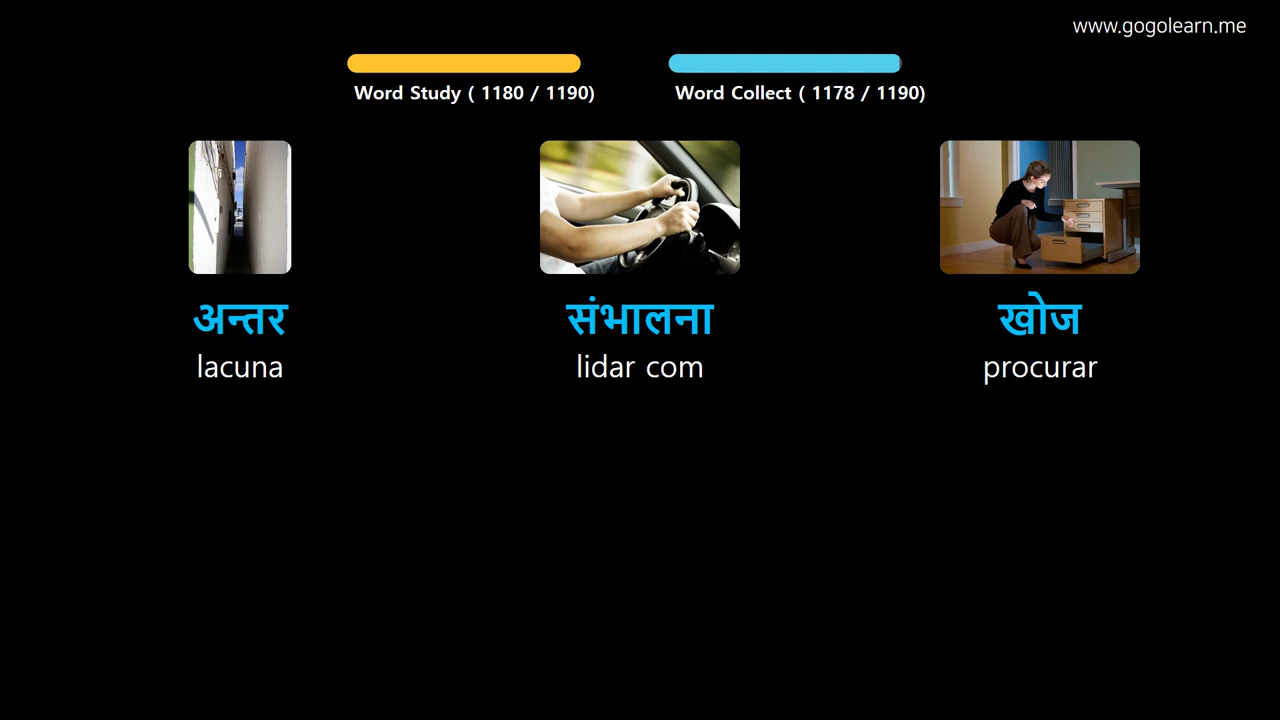 www.gogolearn.me
Word Study ( 1180 / 1190)
Word Collect ( 1178 / 1190)
अन्तर
संभालना
खोज
lacuna
lidar com
procurar